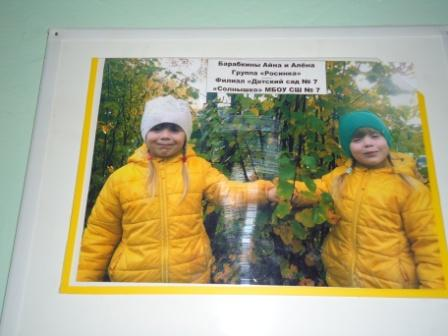 Барабкины Айна и Алёна
Группа «Росинка»
Филиал «Детский сад № 7
«Солнышко» МБОУ СШ № 7